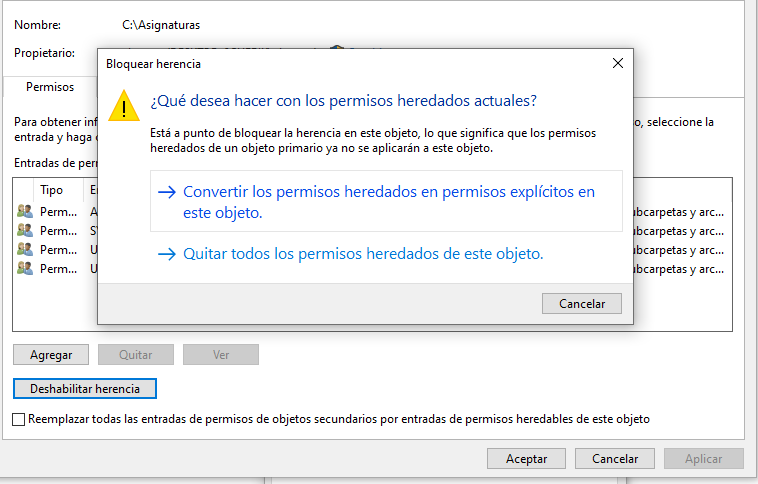 Nombre: C:\Asignaturas
Propietario:
Bloquear herencia
Permisos
¿Qué desea hacer con los permisos heredados actuales?
Para obtener inf
so, seleccione la
entrada y haga
Está a punto de bloquear la herencia en este objeto, lo que significa que los permisos
heredados de un objeto primario ya no se aplicarán a este objeto.
Entradas de per
Tipo
Convertir los permisos heredados en permisos explícitos en
este objeto.
Perm... A ubcarpetas y arc...
Perm... S ubcarpetas y arc...
Perm... U ubcarpetas y arc...
Perm... U ubcarpetas y arc...
Quitar todos los permisos heredados de este objeto.
Cancelar
Agregar Quitar Ver
Deshabilitar herencia
Reemplazar todas las entradas de permisos de objetos secundarios por entradas de permisos heredables de este objeto
Aceptar Cancelar Aplicar